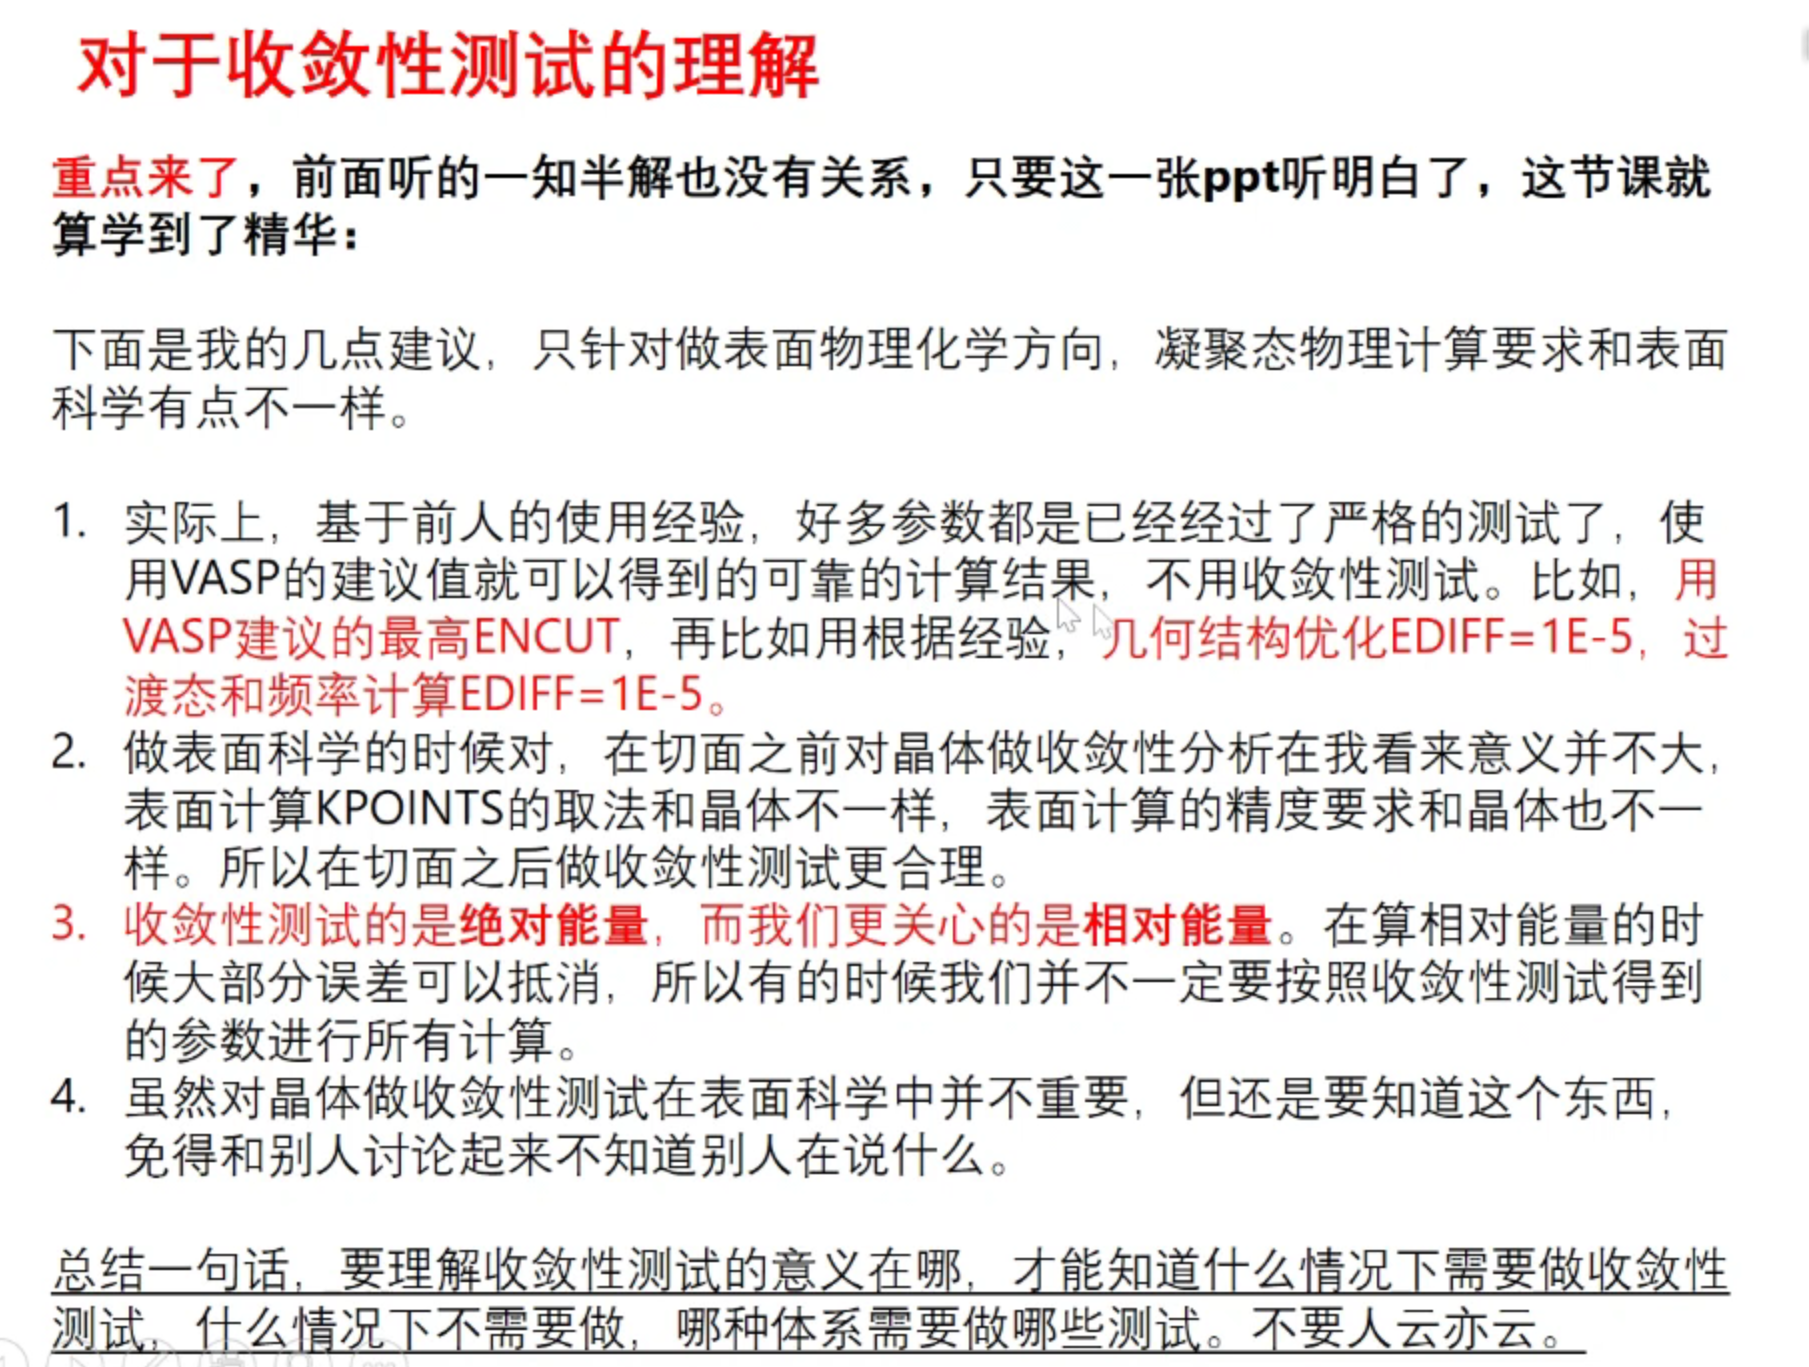 对于收敛性测试的理解
重点来了，前面听的一知半解也没有关系，只要这一张ppt听明白了，这节课就
算学到了精华：
下面是我的几点建议，只针对做表面物理化学方向，凝聚态物理计算要求和表面
科学有点不一样。
1. 实际上，基于前人的使用经验，好多参数都是已经经过了严格的测试了，使
用VASP的建议值就可以得到的可靠的计算结果，不用收敛性测试。比如，用
VASP建议的最高ENCUT，再比如用根据经验，几何结构优化EDIFF=1E-5，过
渡态和频率计算EDIFF=1E-5。
2. 做表面科学的时候对，在切面之前对晶体做收敛性分析在我看来意义并不大，
表面计算KPOINTS的取法和晶体不一样，表面计算的精度要求和晶体也不一
样。所以在切面之后做收敛性测试更合理。
3. 收敛性测试的是绝对能量，而我们更关心的是相对能量。在算相对能量的时
候大部分误差可以抵消，所以有的时候我们并不一定要按照收敛性测试得到
的参数进行所有计算。
4. 虽然对晶体做收敛性测试在表面科学中并不重要，但还是要知道这个东西，
免得和别人讨论起来不知道别人在说什么。
总结一句话，要理解收敛性测试的意义在哪，才能知道什么情况下需要做收敛性
测试，什么情况下不需要做，哪种体系需要做哪些测试。不要人云亦云。